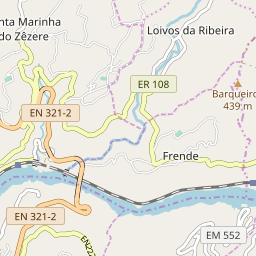 nta Marinha
do Zêzere
Loivos da Ribeira
ER 108
Barqueiro
439 m
EN 321-2
Frende
EN 321-2
EM 552
EN22